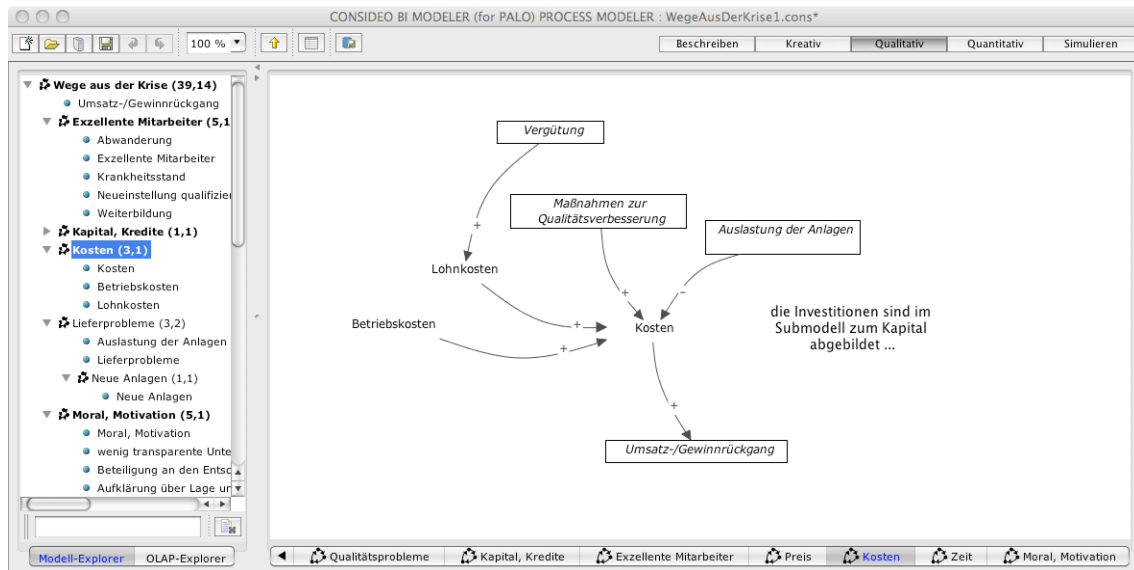 CONSIDEO BI MODELER (for PALO) PROCESS MODELER : WegeAusDerKrise1.cons*
100 %
Beschreiben
Kreativ
Qualitativ
Quantitativ
Simulieren
Wege aus der Krise (39,14)
Umsatz-/Gewinnrückgang
Exzellente Mitarbeiter (5,1
Abwanderung
Exzellente Mitarbeiter
Krankheitsstand
Neueinstellung qualifizier
Weiterbildung
Kapital, Kredite (1,1)
Kosten (3,1)
Kosten
Betriebskosten
Lohnkosten
Lieferprobleme (3,2)
Auslastung der Anlagen
Lieferprobleme
Neue Anlagen (1,1)
Neue Anlagen
Moral, Motivation (5,1)
Moral, Motivation
wenig transparente Unte
Beteiligung an den Entsc
Aufklärung über Lage un
Modell-Explorer
OLAP-Explorer
Vergütung
Maßnahmen zur
Qualitätsverbesserung
Auslastung der Anlagen
+
Lohnkosten
+
−
Betriebskosten
+
Kosten
+
die Investitionen sind im
Submodell zum Kapital
abgebildet ...
+
Umsatz-/Gewinnrückgang
Qualitätsprobleme
Kapital, Kredite
Exzellente Mitarbeiter
Preis
Kosten
Zeit
Moral, Motivation